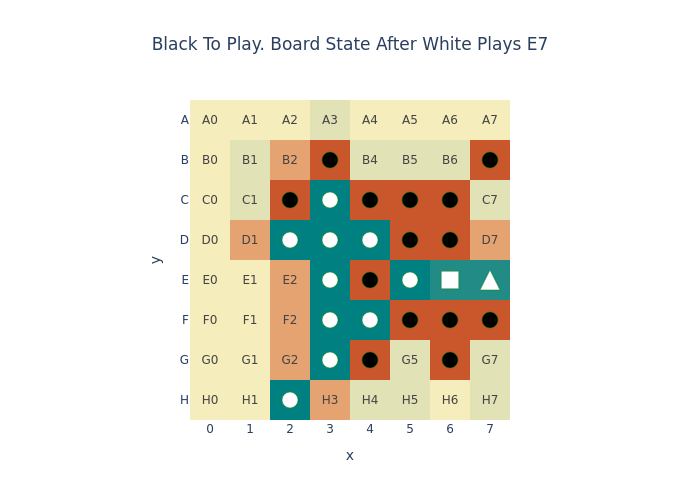 Black To Play. Board State After White Plays E7
A A0 A1 A2 A3 A4 A5 A6 A7
B B0 B1 B2 B4 B5 B6
C C0 C1 C7
D D0 D1 D7
y
E E0 E1 E2
F F0 F1 F2
G G0 G1 G2 G5 G7
H H0 H1 H3 H4 H5 H6 H7
0 1 2 3 4 5 6 7
x